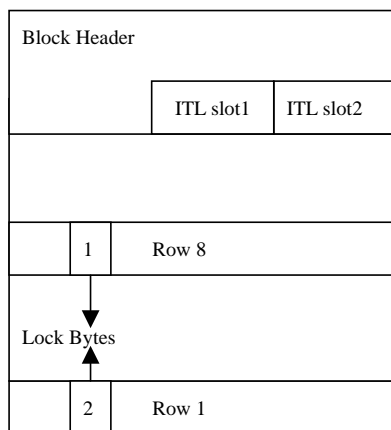 Block Header
ITL slot1 ITL slot2
1 Row 8
Lock Bytes
2 Row 1